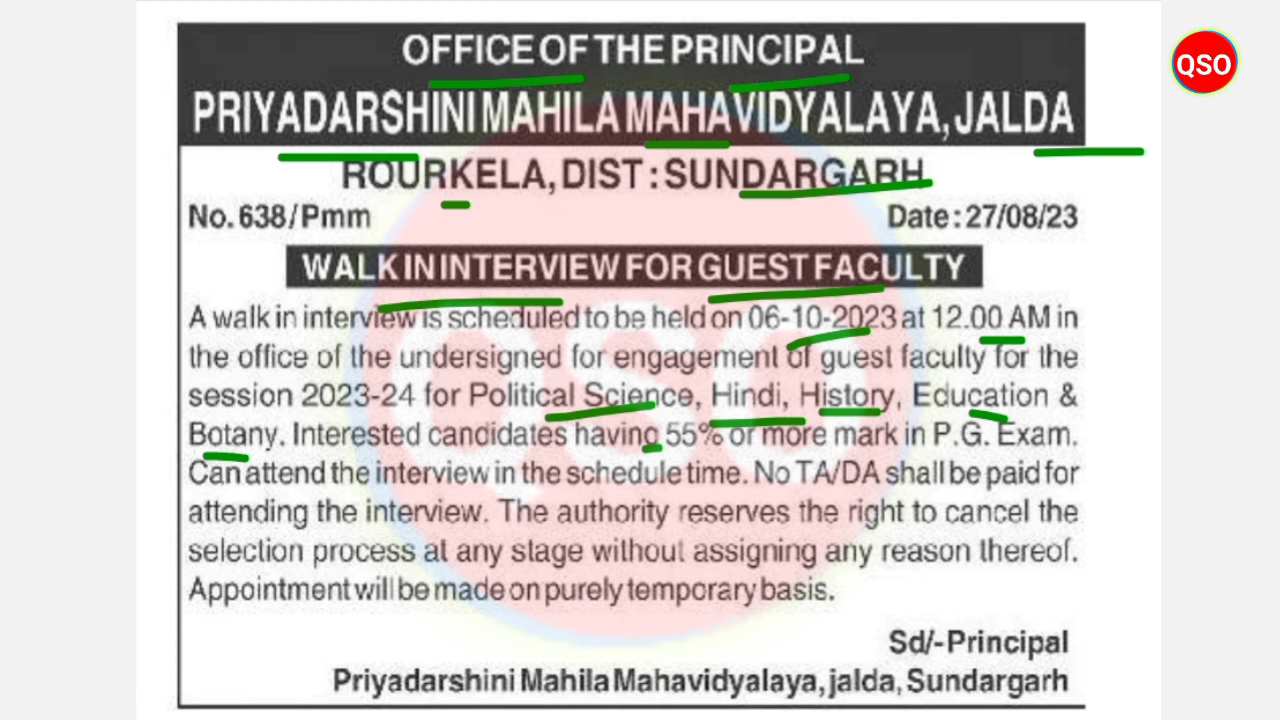 OFFICE OF THE PRINCIPAL
PRIYADARSHINI MAHILA MAHAVIDYALAYA, JALDA
ROURKELA, DIST : SUNDARGARH
No. 638/Pmm Date : 27/08/23
WALK IN INTERVIEW FOR GUEST FACULTY
A walk in interview is scheduled to be held on 06-10-2023 at 12.00 AM in
the office of the undersigned for engagement of guest faculty for the
session 2023-24 for Political Science, Hindi, History, Education &
Botany. Interested candidates having 55% or more mark in P.G. Exam.
Can attend the interview in the schedule time. No TA/DA shall be paid for
attending the interview. The authority reserves the right to cancel the
selection process at any stage without assigning any reason thereof.
Appointment will be made on purely temporary basis.
Sd/- Principal
Priyadarshini Mahila Mahavidyalaya, jalda, Sundargarh
QSO
QSO